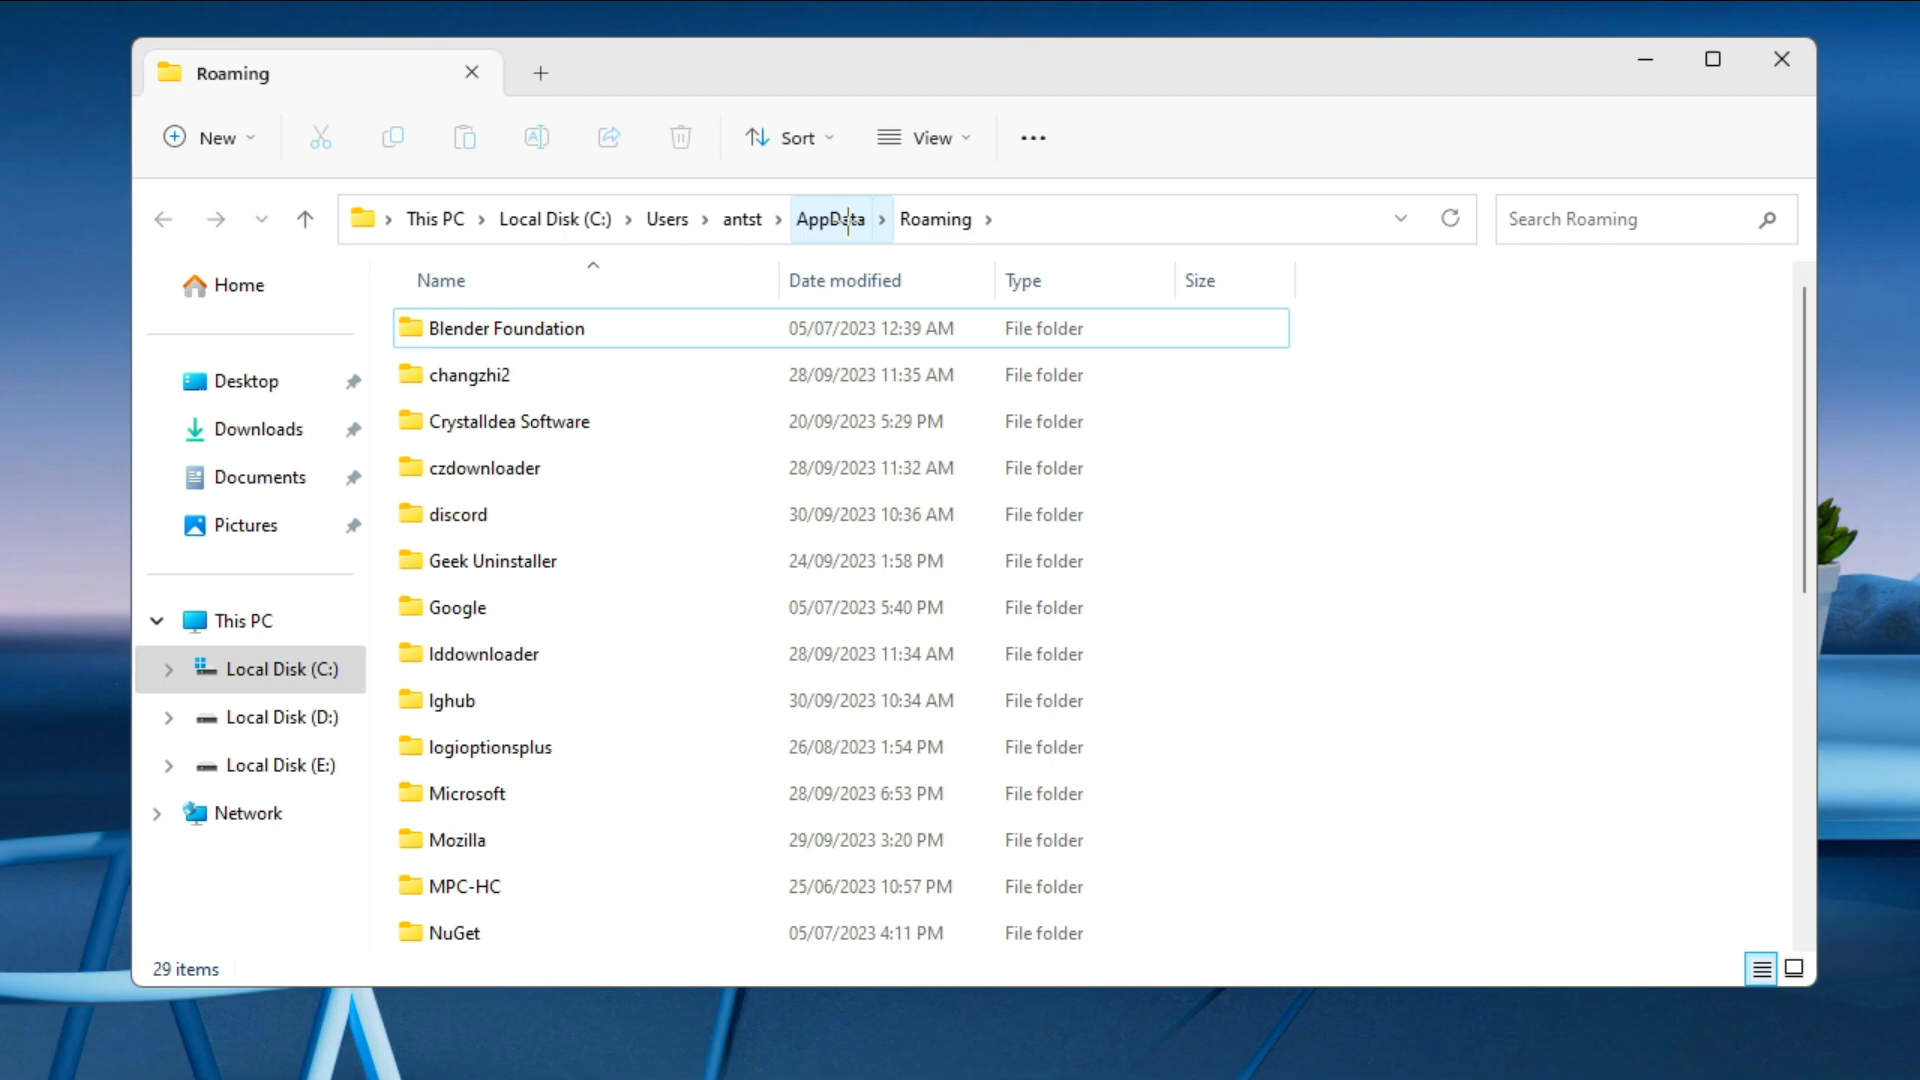 Roaming
New
Sort
View
This PC
Local Disk (C:)
Users
antst
AppData
Roaming
Search Roaming
Home
Desktop
Downloads
Documents
Pictures
This PC
Local Disk (C:)
Local Disk (D:)
Local Disk (E:)
Network
Name Date modified Type Size
Blender Foundation 05/07/2023 12:39 AM File folder
changzhi2 28/09/2023 11:35 AM File folder
CrystalIdea Software 20/09/2023 5:29 PM File folder
czdownloader 28/09/2023 11:32 AM File folder
discord 30/09/2023 10:36 AM File folder
Geek Uninstaller 24/09/2023 1:58 PM File folder
Google 05/07/2023 5:40 PM File folder
lddownloader 28/09/2023 11:34 AM File folder
lghub 30/09/2023 10:34 AM File folder
logioptionsplus 26/08/2023 1:54 PM File folder
Microsoft 28/09/2023 6:53 PM File folder
Mozilla 29/09/2023 3:20 PM File folder
MPC-HC 25/06/2023 10:57 PM File folder
NuGet 05/07/2023 4:11 PM File folder
29 items